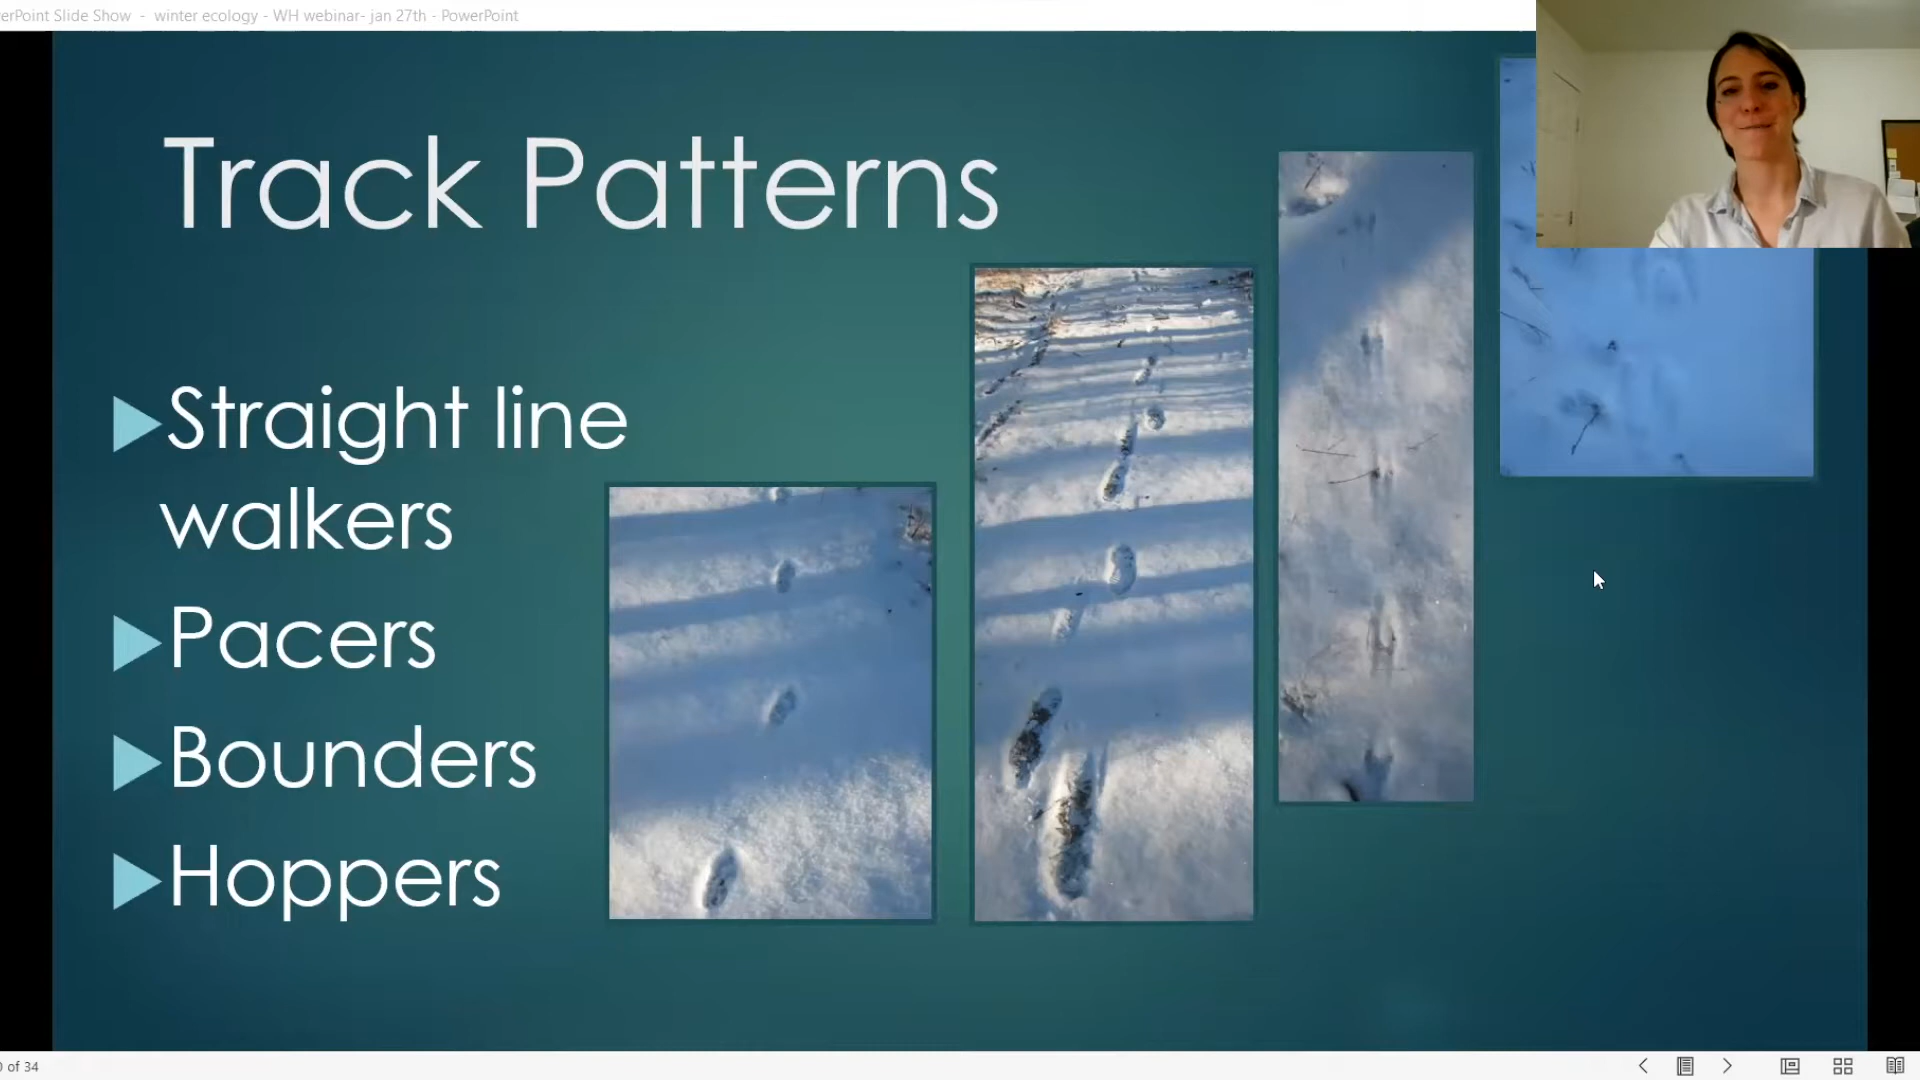 PowerPoint Slide Show - winter ecology - WH webinar- jan 27th - PowerPoint
Track Patterns
Straight line
walkers
Pacers
Bounders
Hoppers
of 34